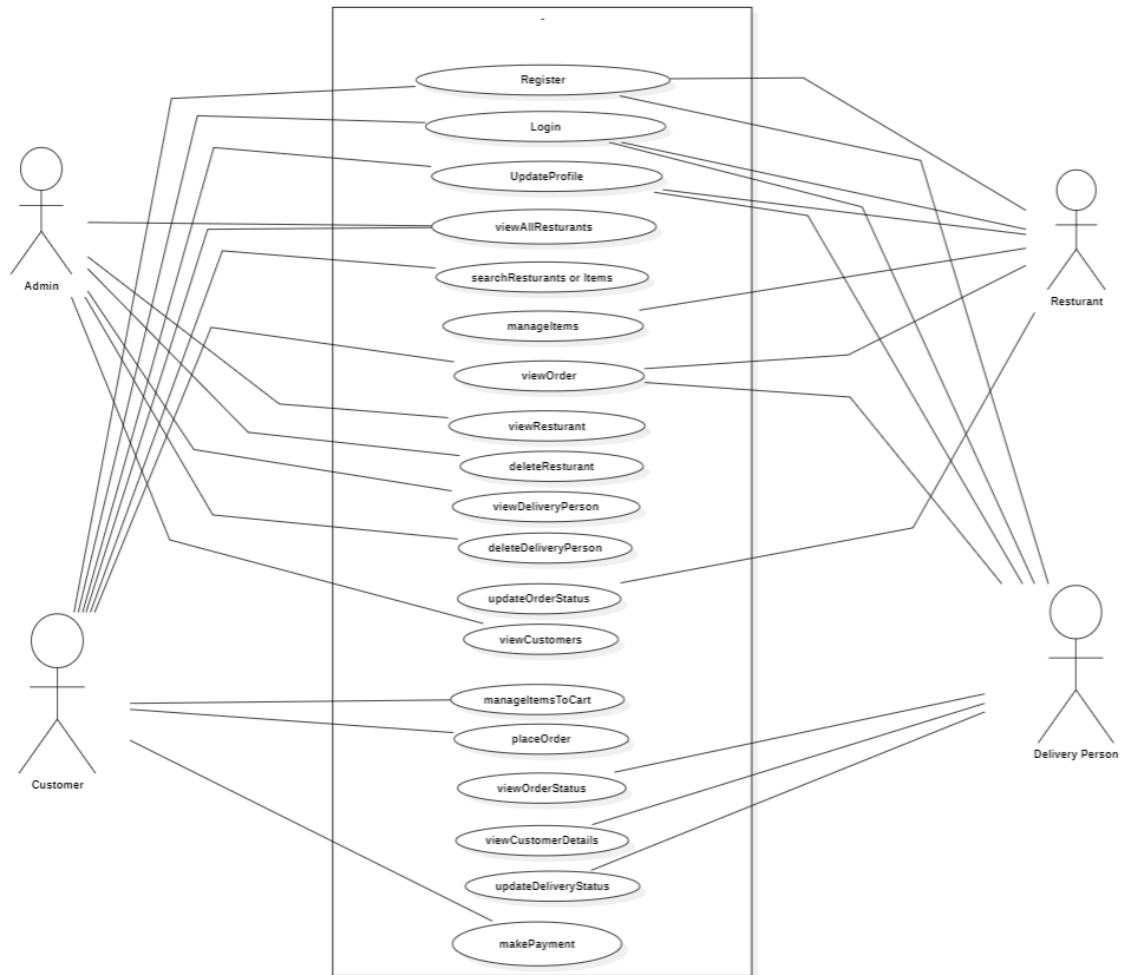 -
Register
Login
UpdateProfile
Admin
viewAllResturants
searchResturants or Items
Resturant
manageItems
viewOrder
viewResturant
deleteResturant
viewDeliveryPerson
deleteDeliveryPerson
updateOrderStatus
viewCustomers
manageItemsToCart
placeOrder
Delivery Person
Customer
viewOrderStatus
viewCustomerDetails
updateDeliveryStatus
makePayment